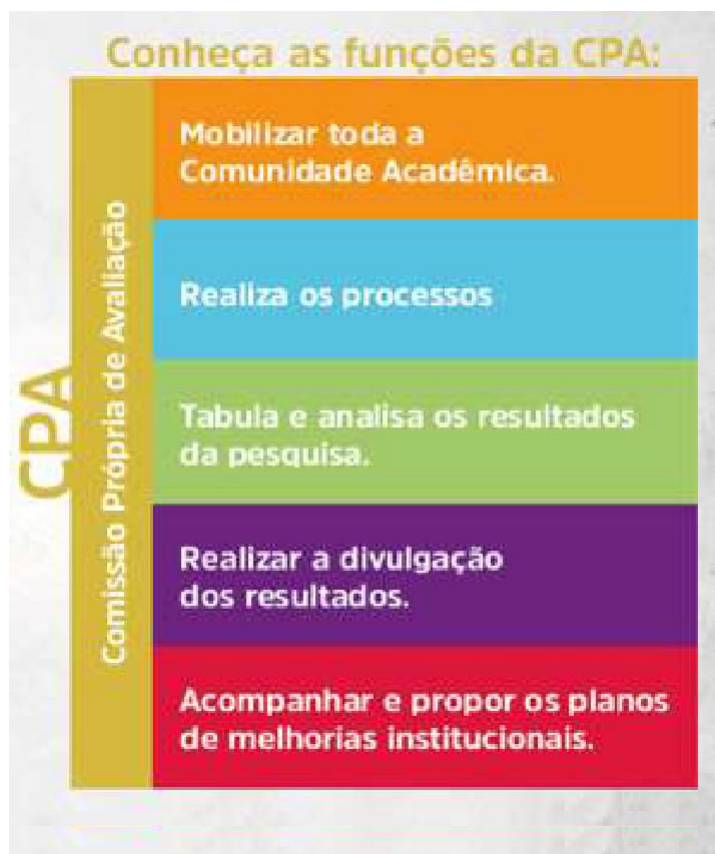 Conheça as funções da CPA:
CPA
Comissão Própria de Avaliação
Mobilizar toda a
Comunidade Acadêmica.
Realiza os processos
Tabula e analisa os resultados
da pesquisa.
Realizar a divulgação
dos resultados.
Acompanhar e propor os planos
de melhorias institucionais.